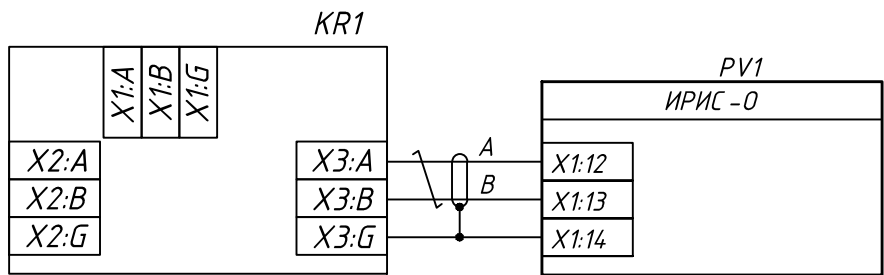 KR1
PV1
ИРИС-0
X1:A
X1:B
X1:G
X2:A
X2:B
X2:G
X3:A
X3:B
X3:G
A
B
X1:12
X1:13
X1:14